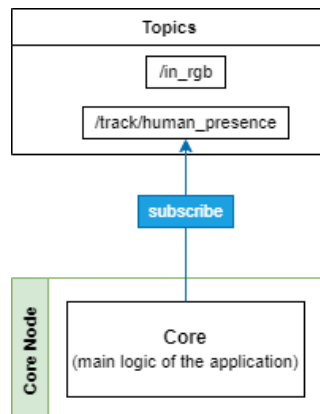 Topics
/in_rgb
/track/human_presence
subscribe
Core Node
Core
(main logic of the application)